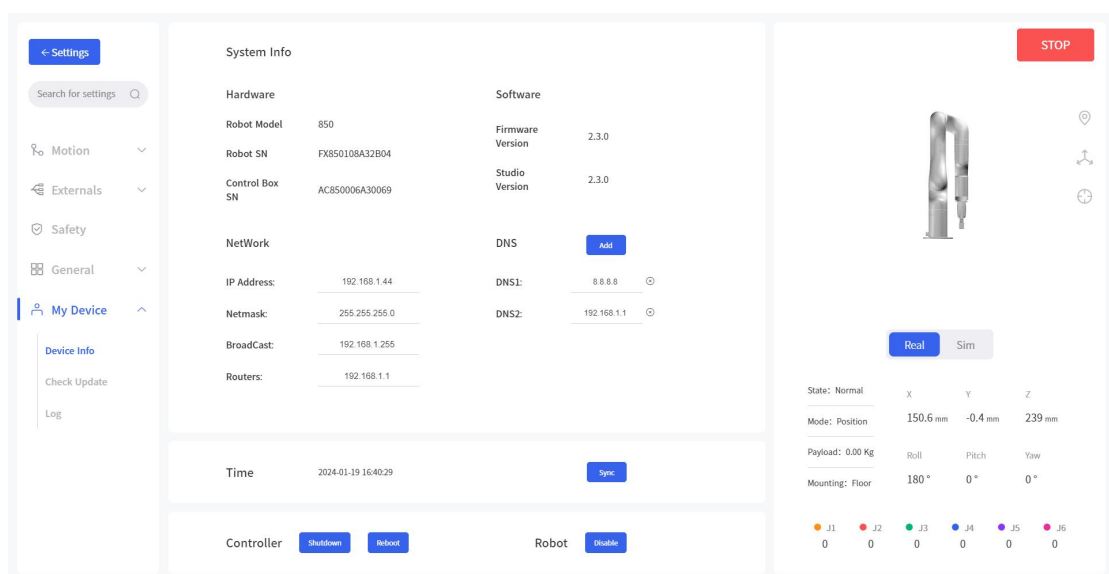 ← Settings
Search for settings
Motion
Externals
Safety
General
My Device
Device Info
Check Update
Log
System Info
Hardware
Robot Model 850
Robot SN FX850108A32B04
Control Box
SN
AC850006A30069
Software
Firmware
Version
2.3.0
Studio
Version
2.3.0
NetWork
IP Address: 192.168.1.44
Netmask: 255.255.255.0
BroadCast: 192.168.1.255
Routers: 192.168.1.1
DNS Add
DNS1: 8.8.8.8
DNS2: 192.168.1.1
Time 2024-01-19 16:40:29 Sync
Controller Shutdown Reboot Robot Disable
STOP
Real Sim
State: Normal
Mode: Position
Payload: 0.00 Kg
Mounting: Floor
X Y Z
150.6 mm -0.4 mm 239 mm
Roll Pitch Yaw
180 ° 0 ° 0 °
J1 J2 J3 J4 J5 J6
0 0 0 0 0 0